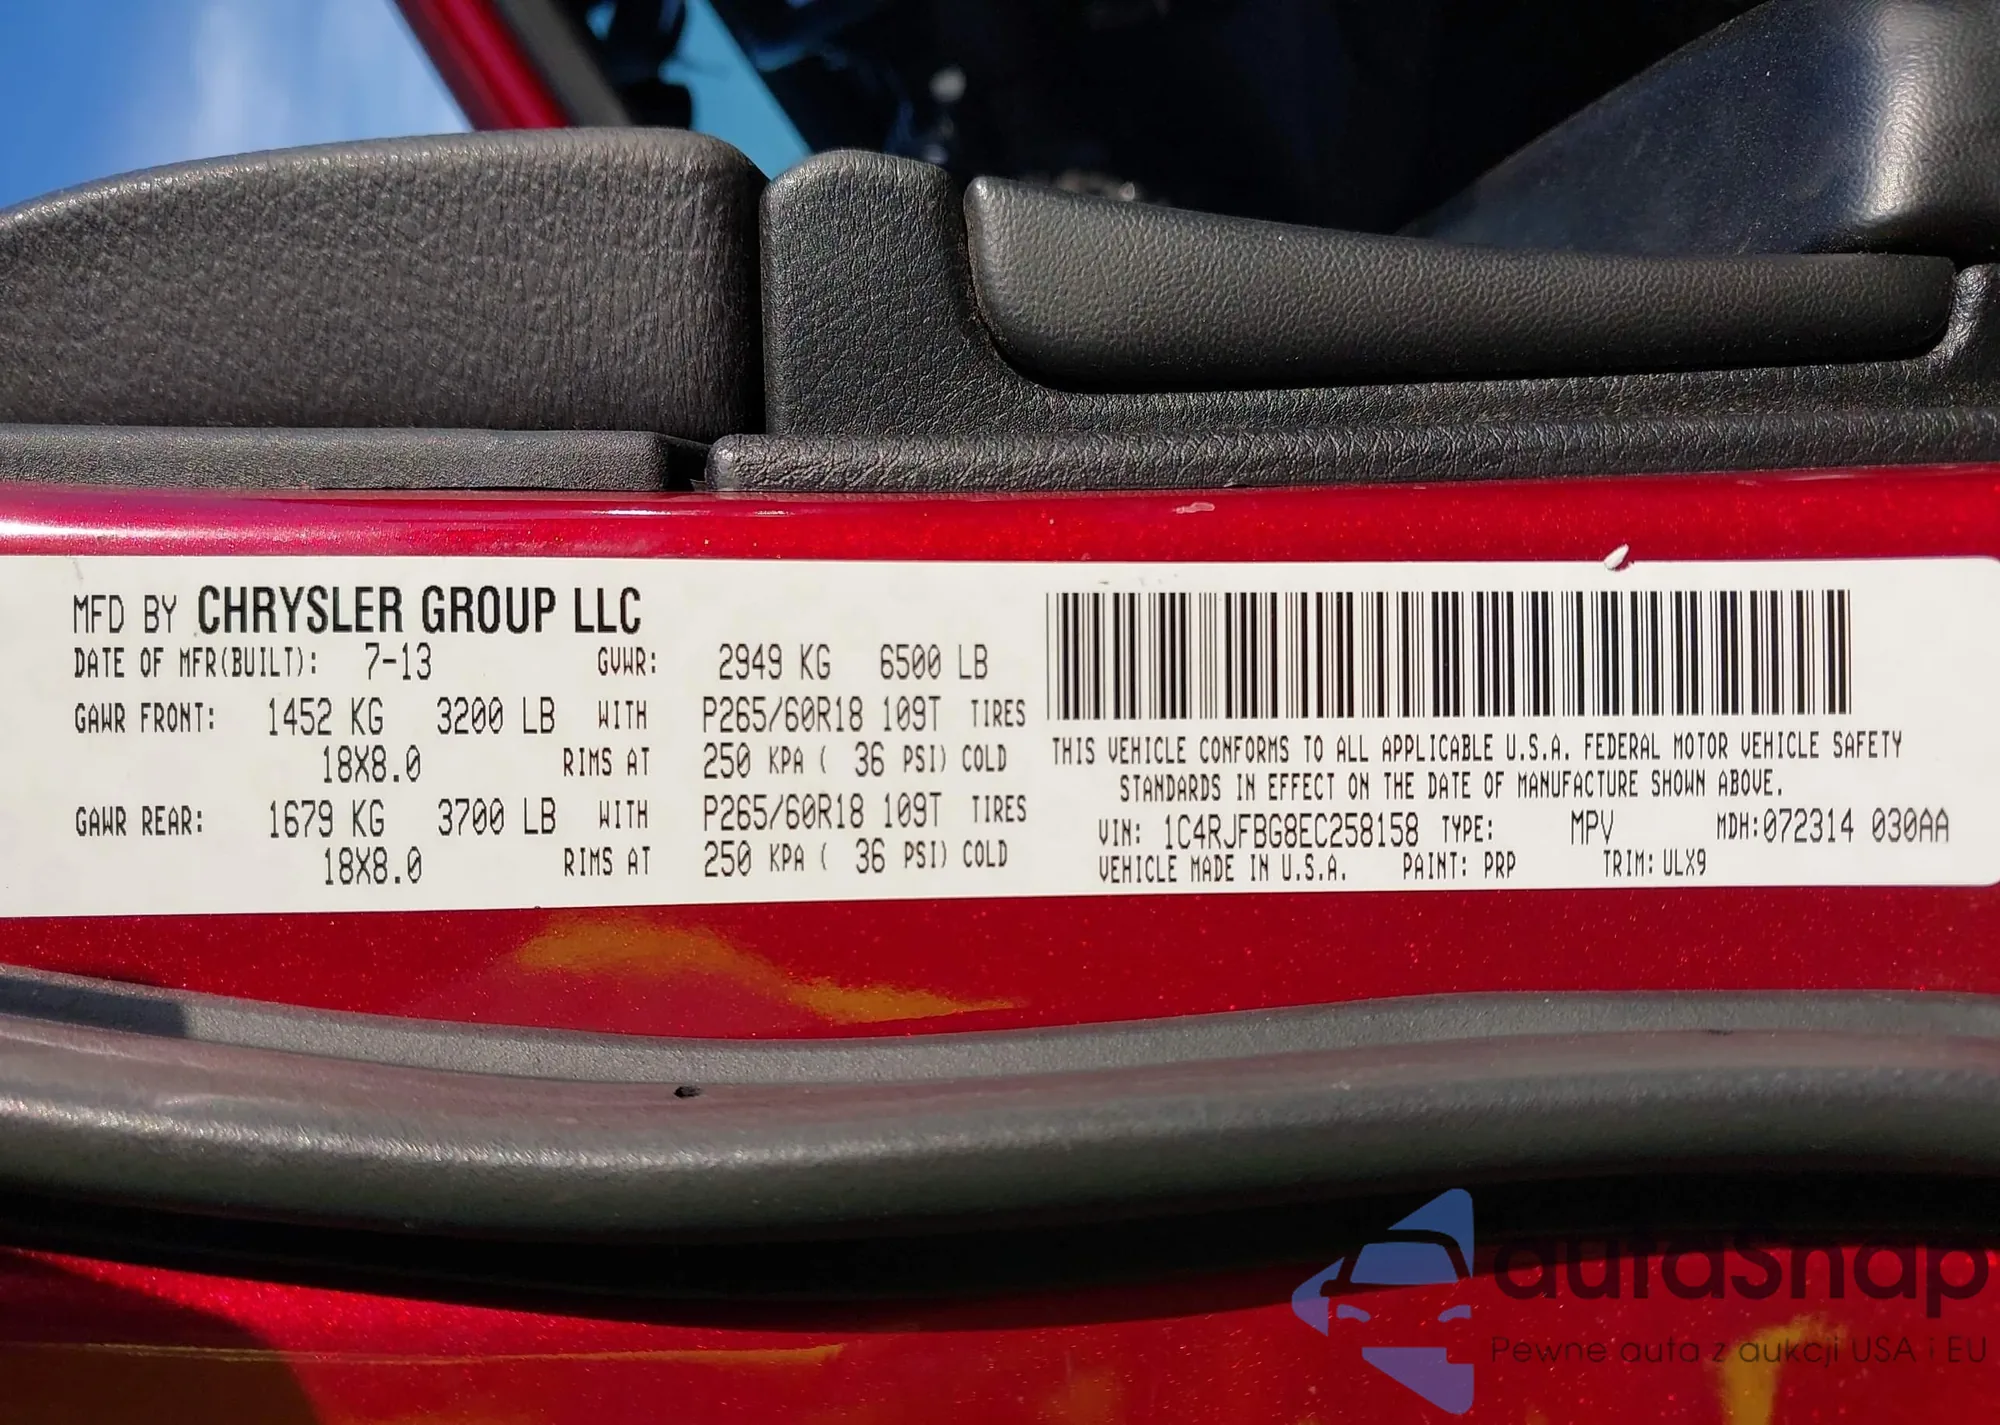 MFD BY CHRYSLER GROUP LLC
DATE OF MFR(BUILT): 7-13 GVWR: 2949 KG 6500 LB
GAWR FRONT: 1452 KG 3200 LB WITH P265/60R18 109T TIRES
18X8.0 RIMS AT 250 KPA ( 36 PSI) COLD
GAWR REAR: 1679 KG 3700 LB WITH P265/60R18 109T TIRES
18X8.0 RIMS AT 250 KPA ( 36 PSI) COLD
THIS VEHICLE CONFORMS TO ALL APPLICABLE U.S.A. FEDERAL MOTOR VEHICLE SAFETY
STANDARDS IN EFFECT ON THE DATE OF MANUFACTURE SHOWN ABOVE.
VIN: 1C4RJFBG8EC258158 TYPE: MPV MDH:072314 030AA
VEHICLE MADE IN U.S.A. PAINT: PRP TRIM: ULX9
autasnap
Pewne auta z aukcji USA i EU